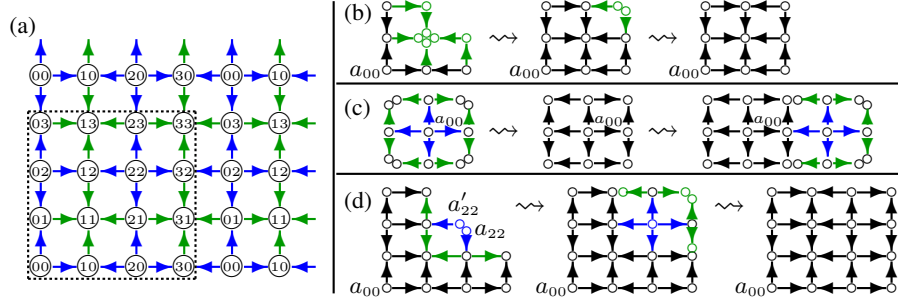 (a)
00 10 20 30 00 10
03 13 23 33 03 13
02 12 22 32 02 12
01 11 21 31 01 11
00 10 20 30 00 10
(b)
a₀₀ ⇝ a₀₀ ⇝ a₀₀
(c)
a₀₀ ⇝ a₀₀ ⇝ a₀₀
(d)
a′₂₂ ⇝ ⇝
a₂₂
a₀₀ a₀₀ a₀₀